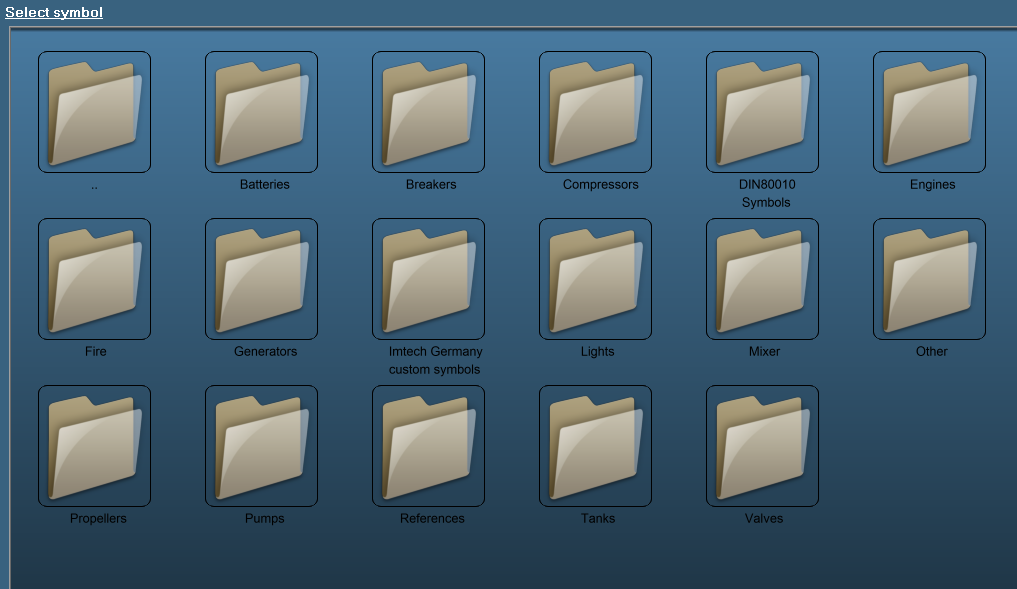 Select symbol
..
Batteries
Breakers
Compressors
DIN80010
Symbols
Engines
Fire
Generators
Imtech Germany
custom symbols
Lights
Mixer
Other
Propellers
Pumps
References
Tanks
Valves